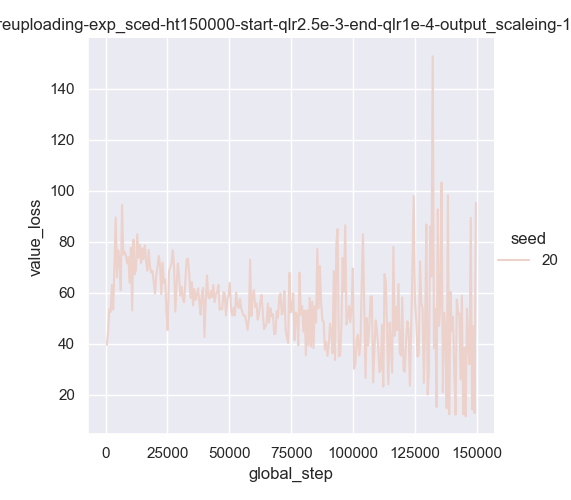 reuploading-exp_sced-ht150000-start-qlr2.5e-3-end-qlr1e-4-output_scaleing-1
140
120
100
80
60
40
20
value_loss
0 25000 50000 75000 100000 125000 150000
global_step
seed
20